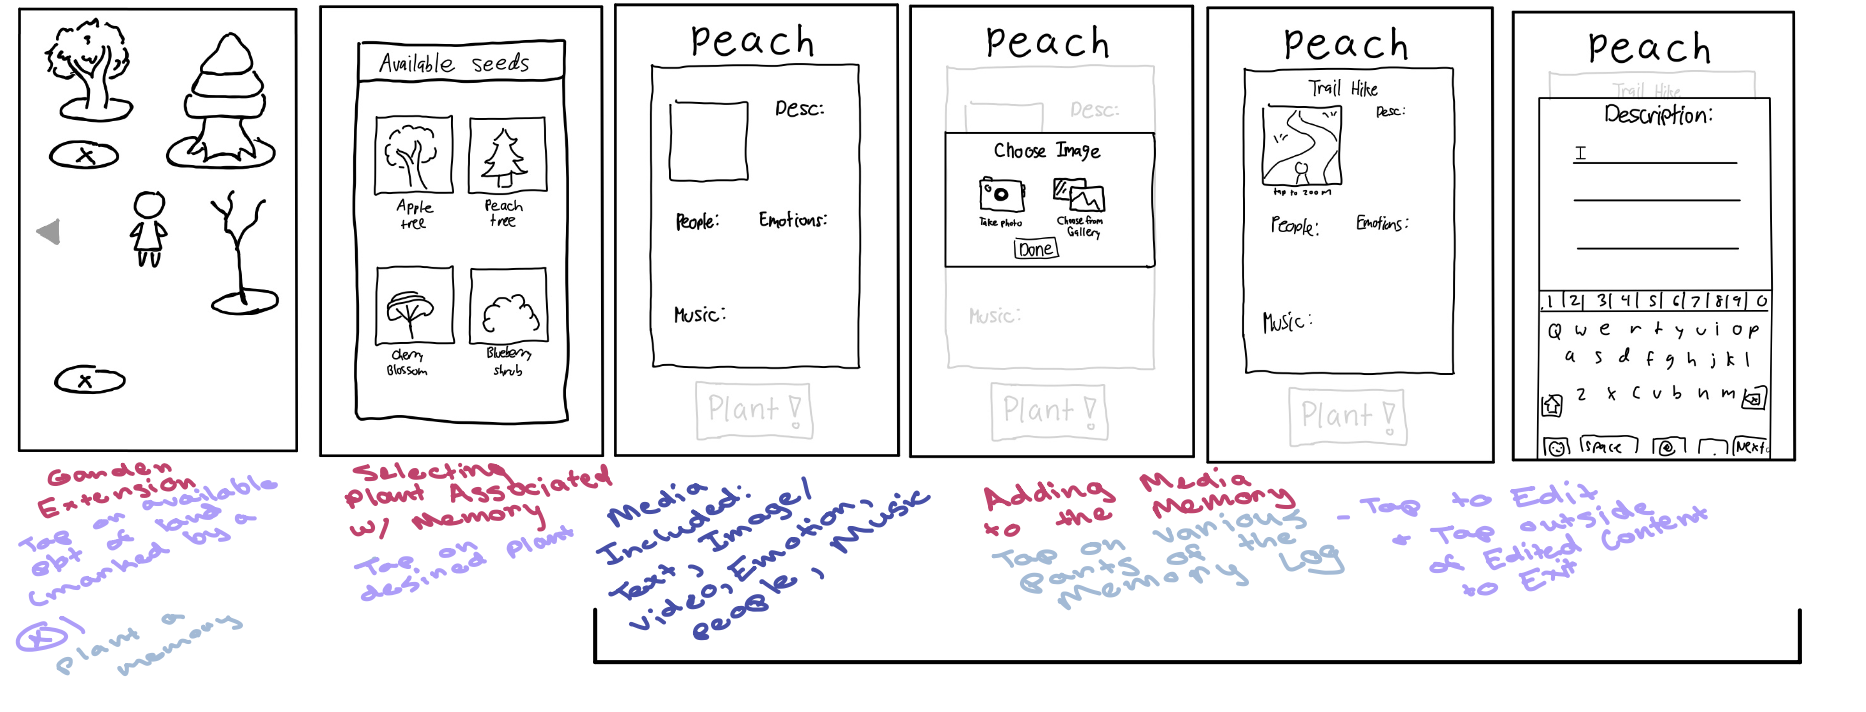 x
x
Garden
Extension
Tap on available
spot of land
(marked by a
x )
Plant a
memory
Available seeds
Apple
tree
Peach
tree
Cherry
Blossom
Blueberry
shrub
Selecting
Plant Associated
w/ Memory
Tap on
desired plant
peach
Desc:
People:
Emotions:
Music:
Plant!
Media
Included:
Text, Image/
video, Emotion,
people, Music
peach
Desc:
Choose Image
Take photo
Choose from
Gallery
Done
Music:
Plant!
Adding Media
to the Memory
Tap on various
parts of the
Memory Log
peach
Trail Hike
Desc:
tap to zoom
People:
Emotions:
Music:
Plant!
- Tap to Edit
+ Tap outside
of Edited Content
to Exit
peach
Trail Hike
Description:
I
1 2 3 4 5 6 7 8 9 0
Q w e r t y u i o p
a s d f g h j k l
z x c v b n m x
space @ . Next